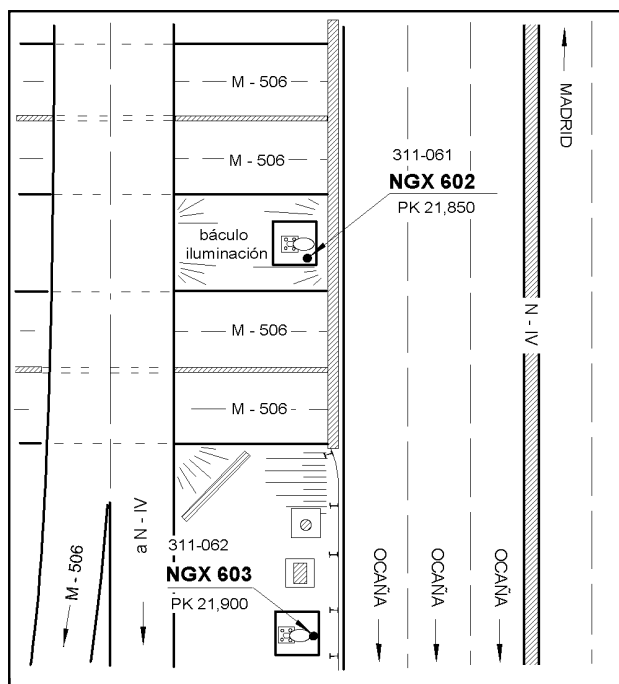 M - 506
M - 506
311-061
NGX 602
PK 21,850
báculo
iluminación
M - 506
M - 506
MADRID
N - IV
311-062
NGX 603
PK 21,900
M - 506
a N - IV
OCAÑA
OCAÑA
OCAÑA